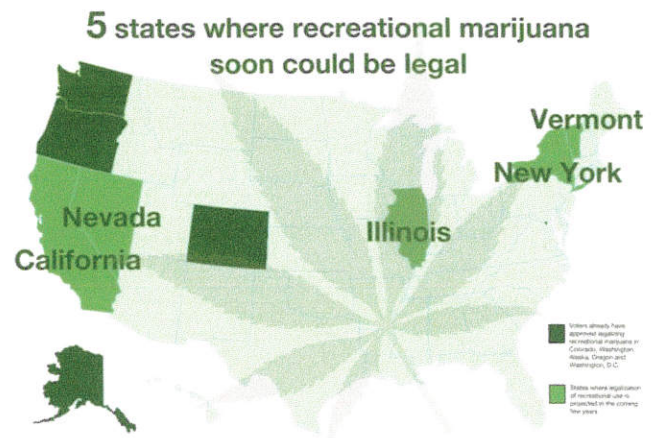 5 states where recreational marijuana
soon could be legal
Vermont
New York
Nevada
Illinois
California
Voters already have
approved legalizing
recreational marijuana in
Colorado, Washington,
Alaska, Oregon and
Washington, D.C.
States where legalization
of recreational use is
projected in the coming
few years